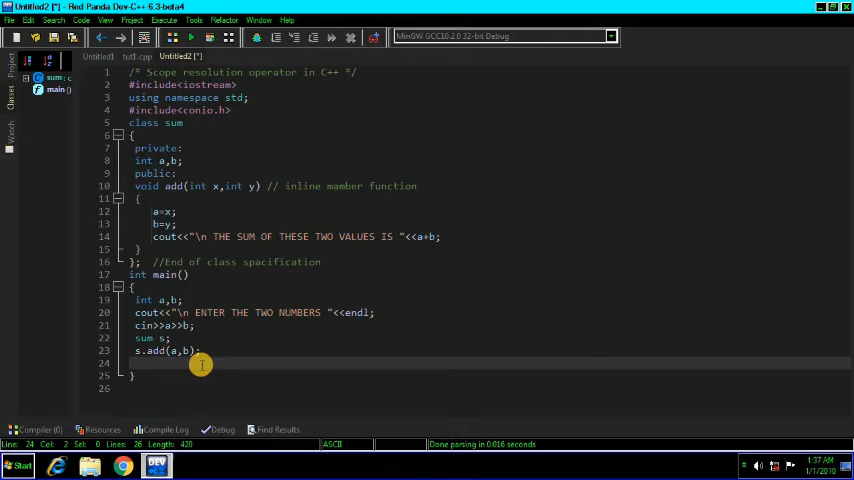 Untitled2 [*] - Red Panda Dev-C++ 6.3-beta4
File Edit Search Code View Project Execute Tools Refactor Window Help
MinGW GCC10.2.0 32-bit Debug
Untitled1 tut1.cpp Untitled2 [*]
Project
Classes
Watch
sum : c
main ()
1 /* Scope resolution operator in C++ */
2 #include<iostream>
3 using namespace std;
4 #include<conio.h>
5 class sum
6 {
7 private:
8 int a,b;
9 public:
10 void add(int x,int y) // inline mamber function
11 {
12 a=x;
13 b=y;
14 cout<<"\n THE SUM OF THESE TWO VALUES IS "<<a+b;
15 }
16 }; //End of class spacification
17 int main()
18 {
19 int a,b;
20 cout<<"\n ENTER THE TWO NUMBERS "<<endl;
21 cin>>a>>b;
22 sum s;
23 s.add(a,b);
24
25 }
26
Compiler (0) Resources Compile Log Debug Find Results
Line: 24 Col: 2 Sel: 0 Lines: 26 Length: 420 ASCII Done parsing in 0.016 seconds
Start DEV 1:37 AM
1/1/2010